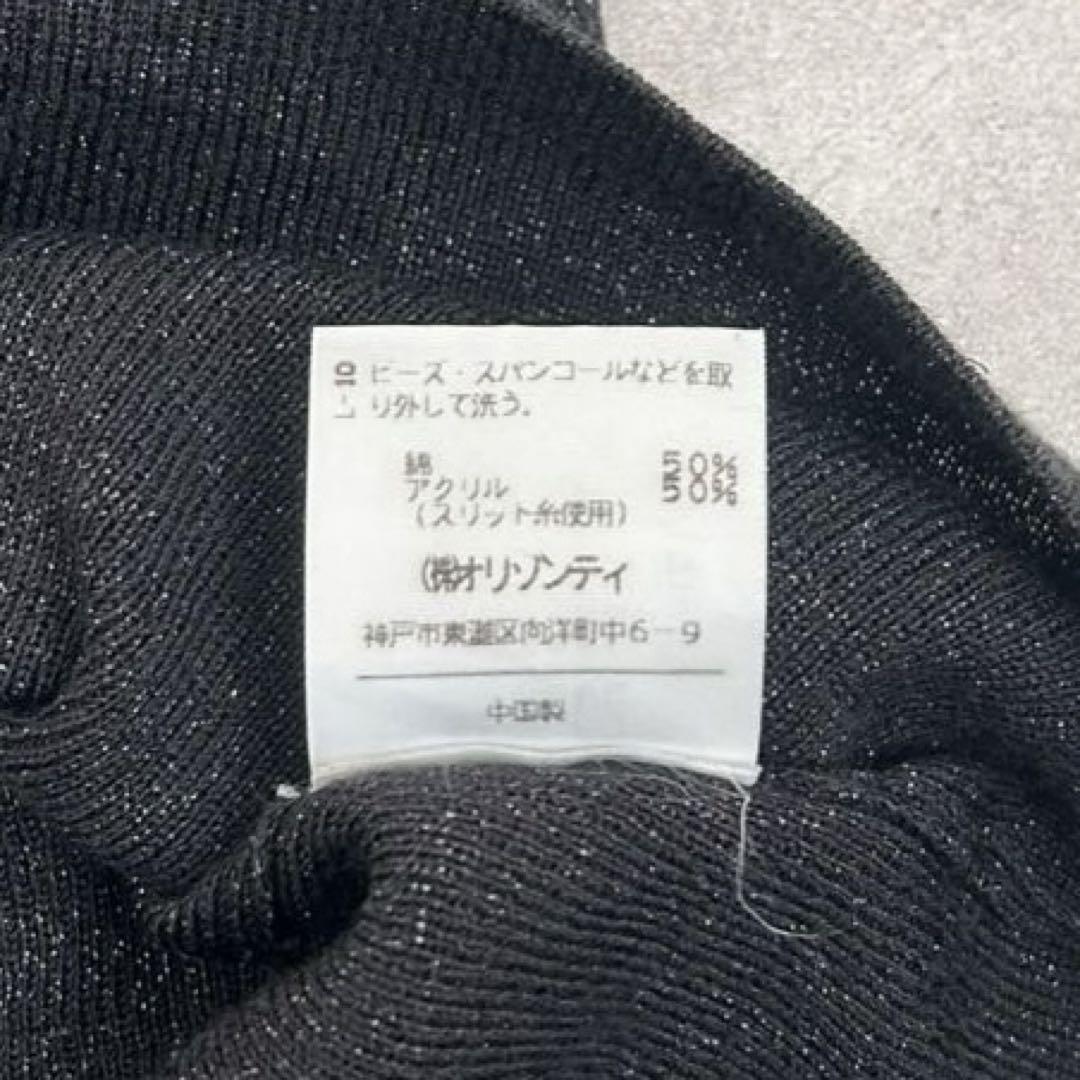 L-10 ビーズ・スパンコールなどを取
り外して洗う。
綿 50%
アクリル 50%
(スリット糸使用)
(株)オリゾンティ
神戸市東灘区向洋町中6-9
中国製